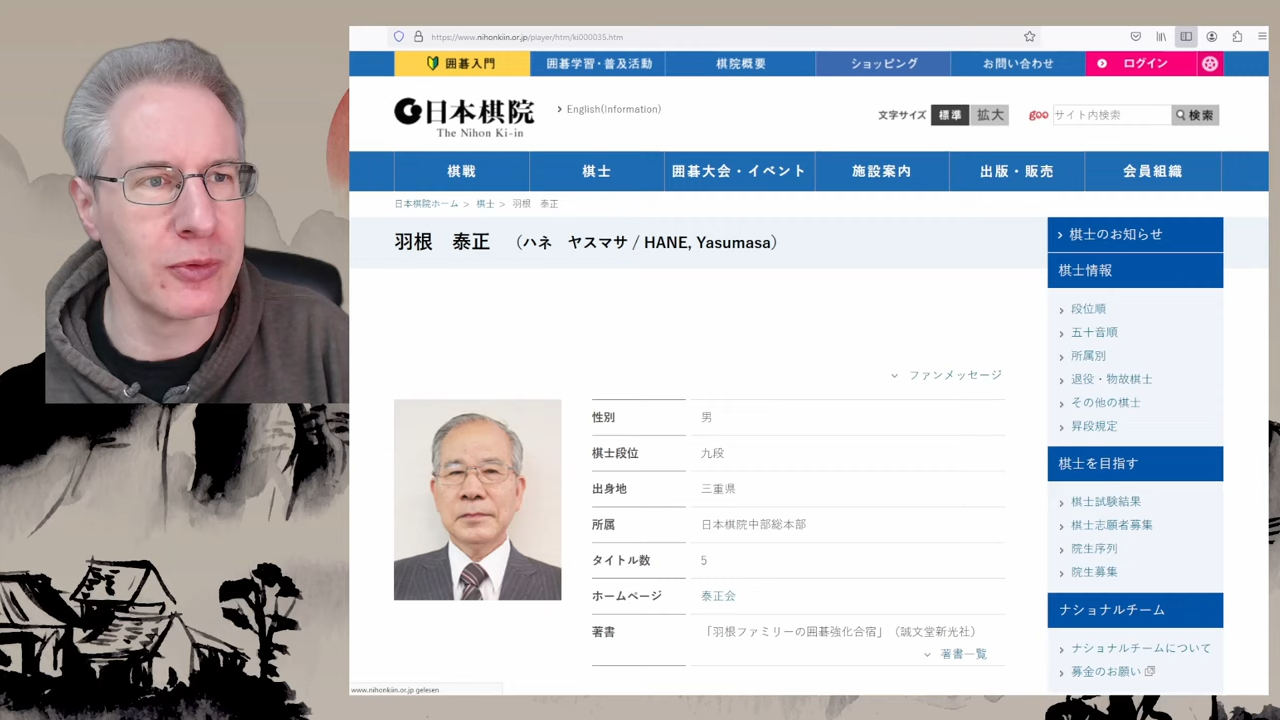 https://www.nihonkiin.or.jp/player/htm/ki000035.htm
囲碁入門 囲碁学習・普及活動 棋院概要 ショッピング お問い合わせ ログイン
日本棋院
The Nihon Ki-in
English(Information)
文字サイズ 標準 拡大 goo サイト内検索 検索
棋戦 棋士 囲碁大会・イベント 施設案内 出版・販売 会員組織
日本棋院ホーム > 棋士 > 羽根 泰正
羽根 泰正 (ハネ ヤスマサ / HANE, Yasumasa)
ファンメッセージ
性別 男
棋士段位 九段
出身地 三重県
所属 日本棋院中部総本部
タイトル数 5
ホームページ 泰正会
著書 「羽根ファミリーの囲碁強化合宿」(誠文堂新光社)
著書一覧
棋士のお知らせ
棋士情報
段位順
五十音順
所属別
退役・物故棋士
その他の棋士
昇段規定
棋士を目指す
棋士試験結果
棋士志願者募集
院生序列
院生募集
ナショナルチーム
ナショナルチームについて
募金のお願い
www.nihonkiin.or.jp gelesen